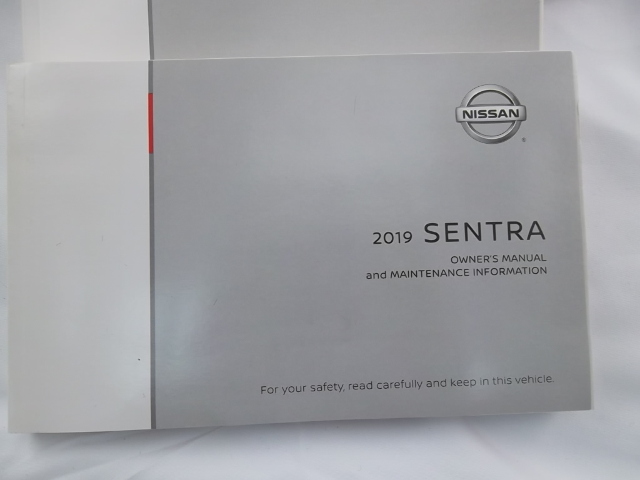 NISSAN
2019 SENTRA
OWNER'S MANUAL
and MAINTENANCE INFORMATION
For your safety, read carefully and keep in this vehicle.